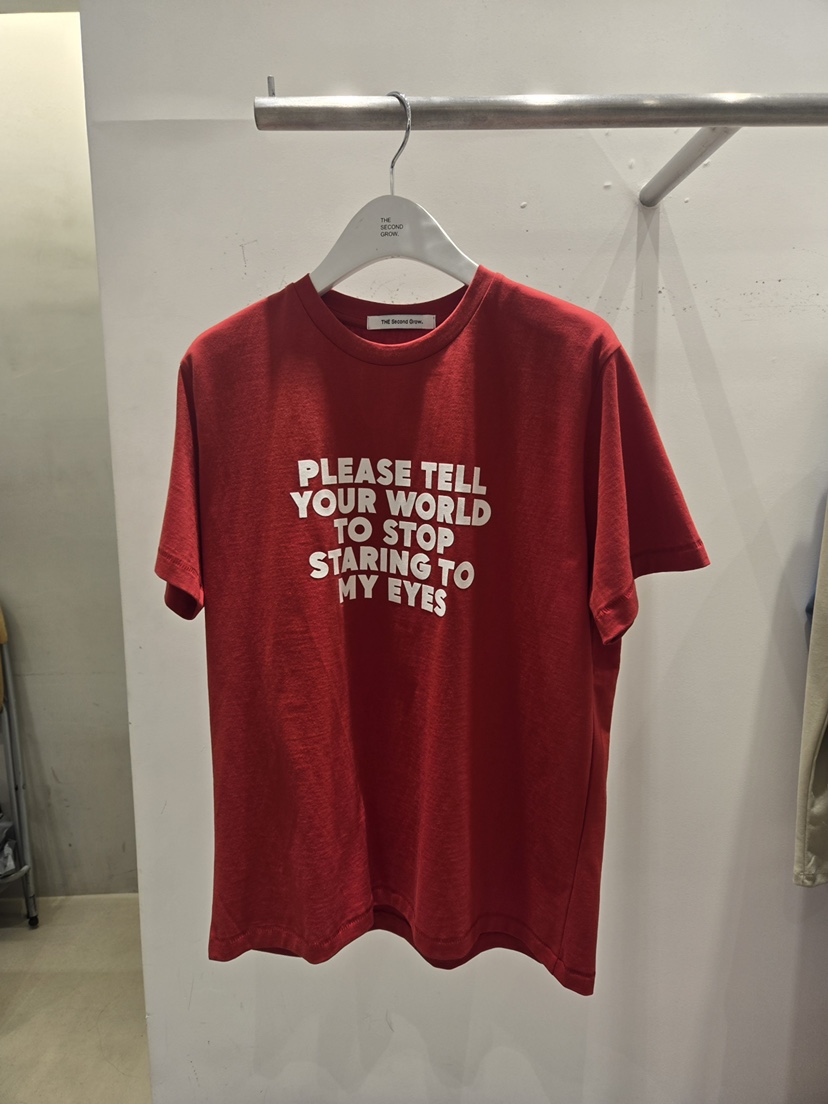 THE
SECOND
GROW.
THE Second Grow.
PLEASE TELL
YOUR WORLD
TO STOP
STARING TO
MY EYES